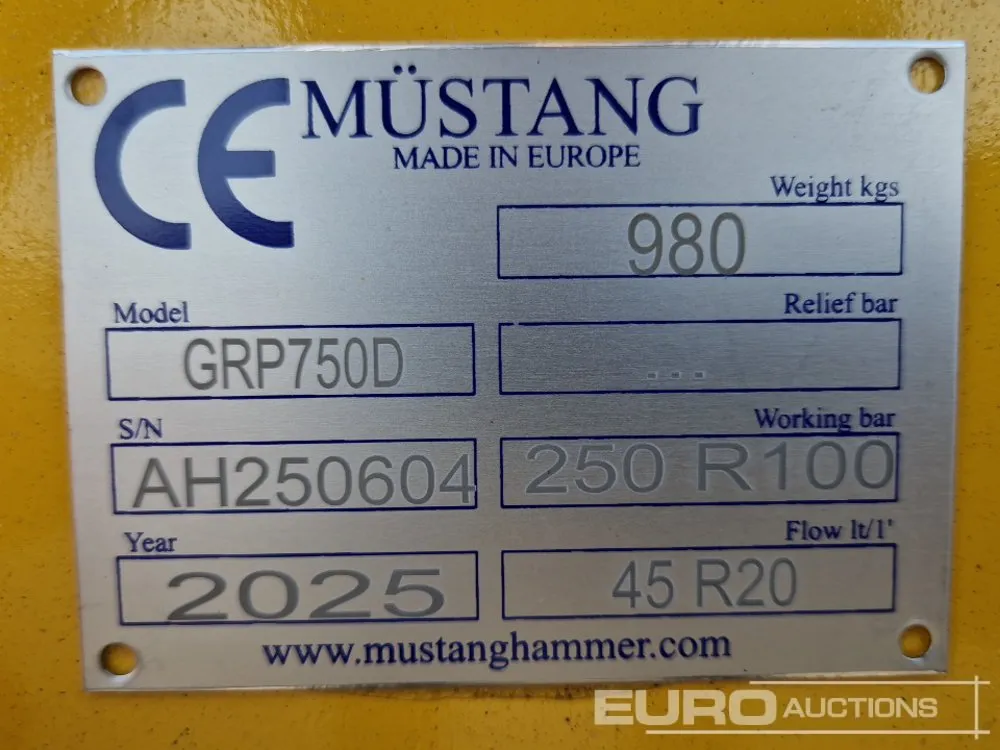 CE MÜSTANG
MADE IN EUROPE
Weight kgs
980
Model
GRP750D
Relief bar
...
S/N
AH250604
Working bar
250 R100
Year
2025
Flow lt/1'
45 R20
www.mustanghammer.com
EURO AUCTIONS